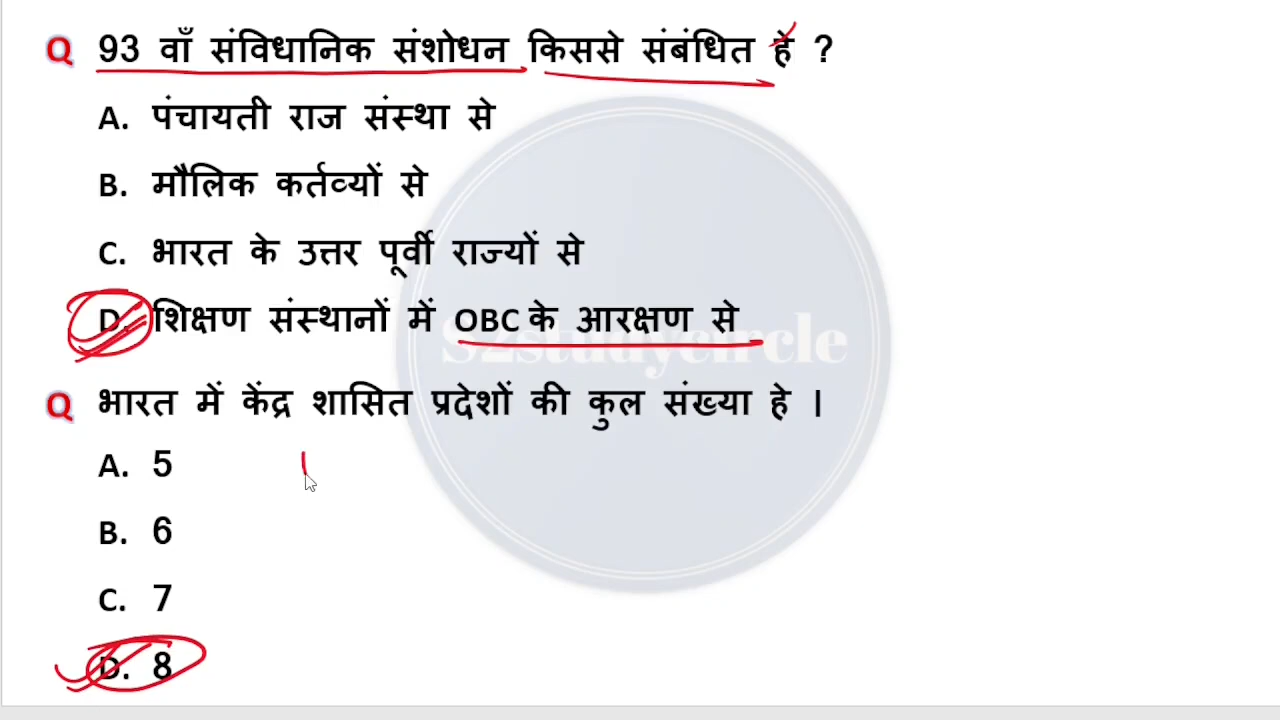 Q 93 वाँ संविधानिक संशोधन किससे संबंधित हे ?
A. पंचायती राज संस्था से
B. मौलिक कर्तव्यों से
C. भारत के उत्तर पूर्वी राज्यों से
D. शिक्षण संस्थानों में OBC के आरक्षण से
S2studycircle
Q भारत में केंद्र शासित प्रदेशों की कुल संख्या हे ।
A. 5
B. 6
C. 7
D. 8